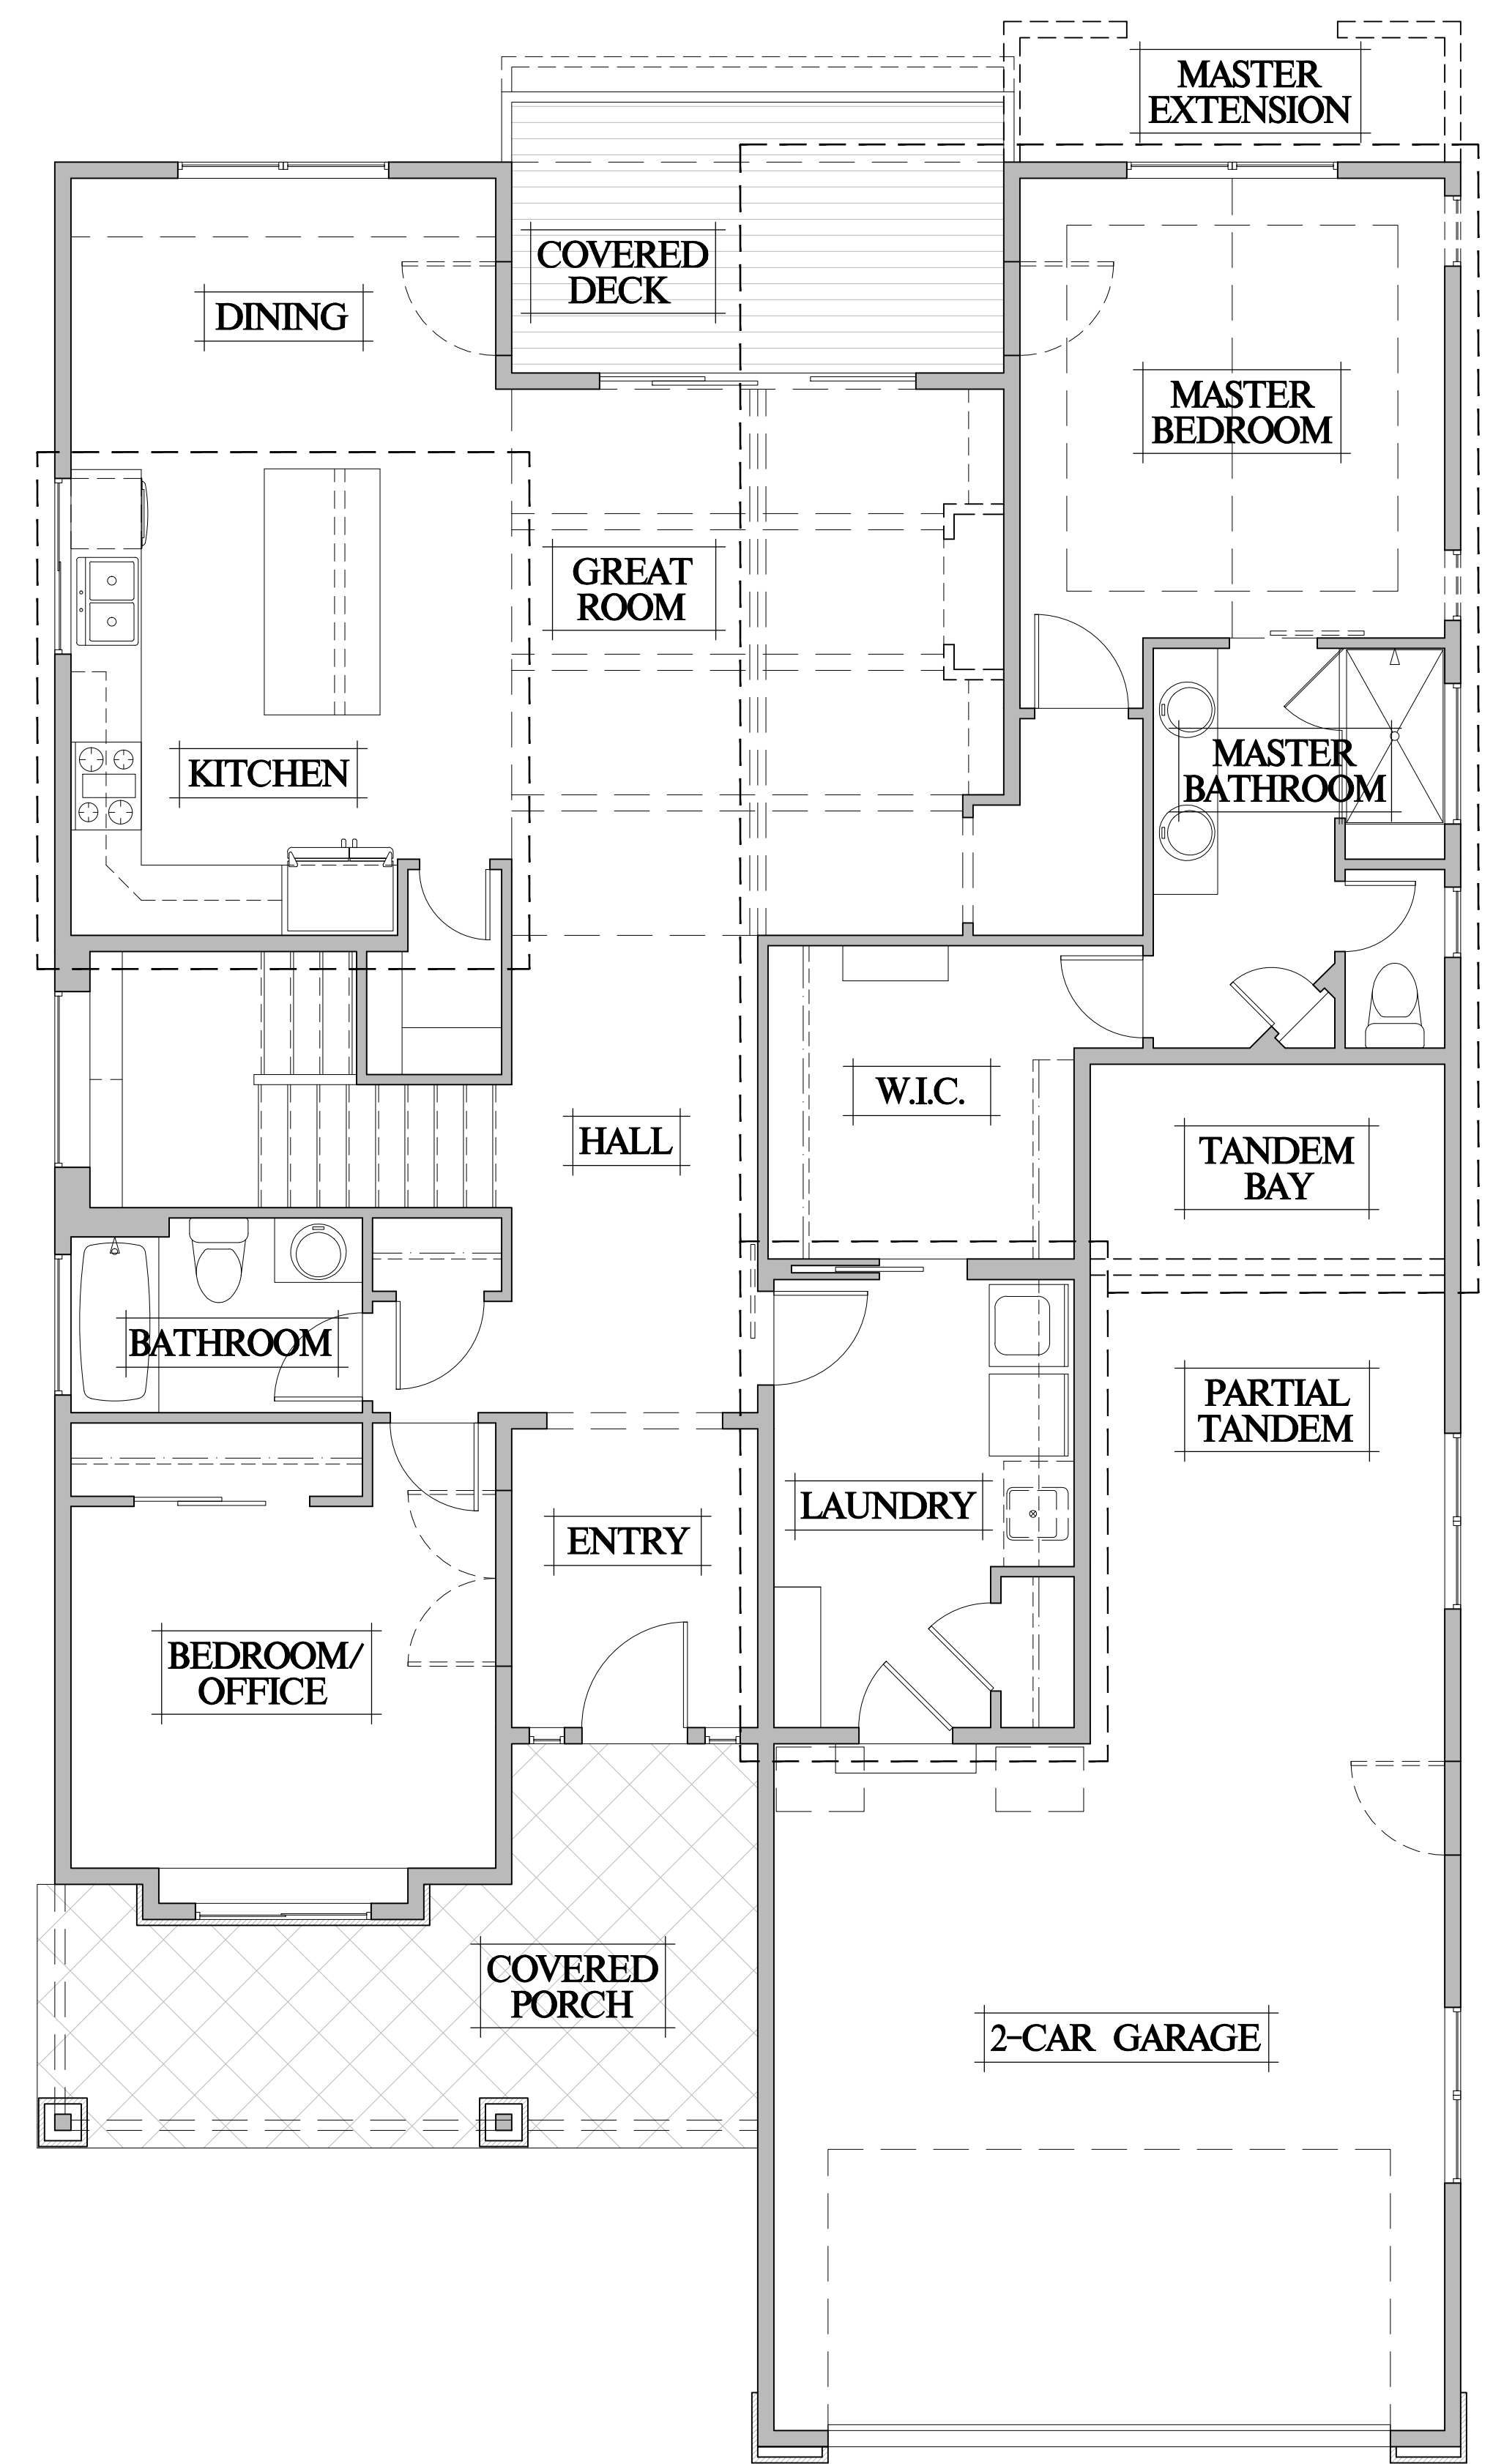 MASTER
EXTENSION
COVERED
DECK
DINING
MASTER
BEDROOM
GREAT
ROOM
KITCHEN
MASTER
BATHROOM
W.I.C.
HALL
TANDEM
BAY
BATHROOM
PARTIAL
TANDEM
LAUNDRY
ENTRY
BEDROOM/
OFFICE
COVERED
PORCH
2-CAR GARAGE